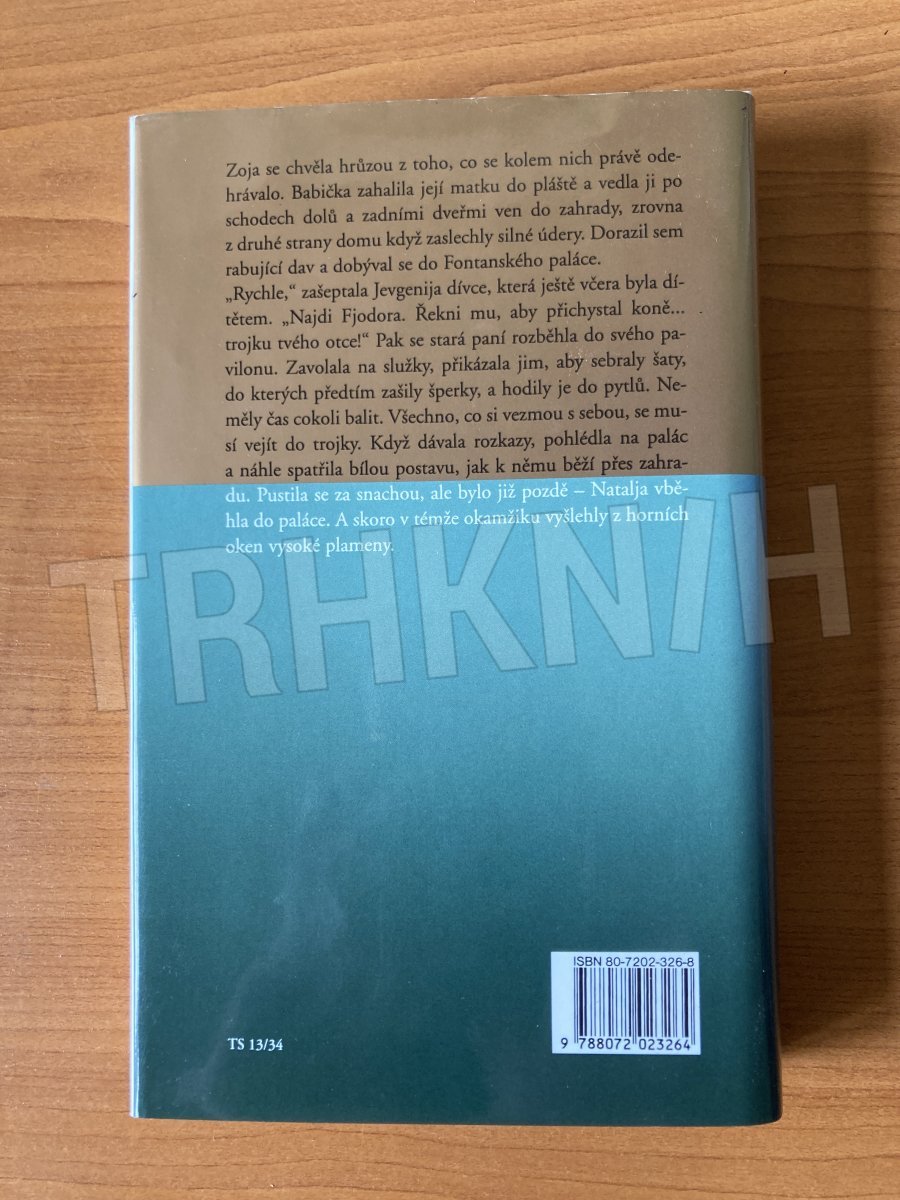 Zoja se chvěla hrůzou z toho, co se kolem nich právě ode-
hrávalo. Babička zahalila její matku do pláště a vedla ji po
schodech dolů a zadními dveřmi ven do zahrady, zrovna
z druhé strany domu když zaslechly silné údery. Dorazil sem
rabující dav a dobýval se do Fontanského paláce.
„Rychle,“ zašeptala Jevgenija dívce, která ještě včera byla dí-
tětem. „Najdi Fjodora. Řekni mu, aby přichystal koně...
trojku tvého otce!“ Pak se stará paní rozběhla do svého pa-
vilonu. Zavolala na služky, přikázala jim, aby sebraly šaty,
do kterých předtím zašily šperky, a hodily je do pytlů. Ne-
měly čas cokoli balit. Všechno, co si vezmou s sebou, se mu-
sí vejít do trojky. Když dávala rozkazy, pohlédla na palác
a náhle spatřila bílou postavu, jak k němu běží přes zahra-
du. Pustila se za snachou, ale bylo již pozdě – Natalja vbě-
hla do paláce. A skoro v témže okamžiku vyšlehly z horních
oken vysoké plameny.
TRHKNIH
ISBN 80-7202-326-8
9 788072 023264
TS 13/34